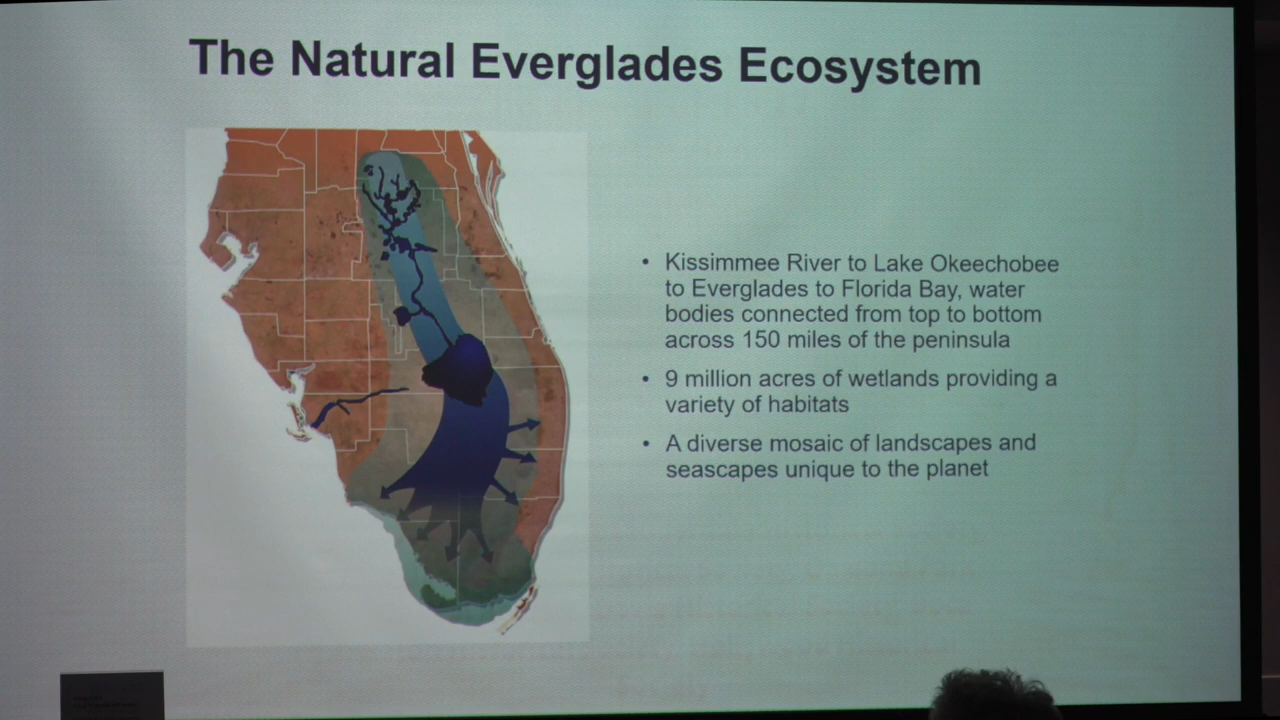 The Natural Everglades Ecosystem
• Kissimmee River to Lake Okeechobee
to Everglades to Florida Bay, water
bodies connected from top to bottom
across 150 miles of the peninsula
• 9 million acres of wetlands providing a
variety of habitats
• A diverse mosaic of landscapes and
seascapes unique to the planet